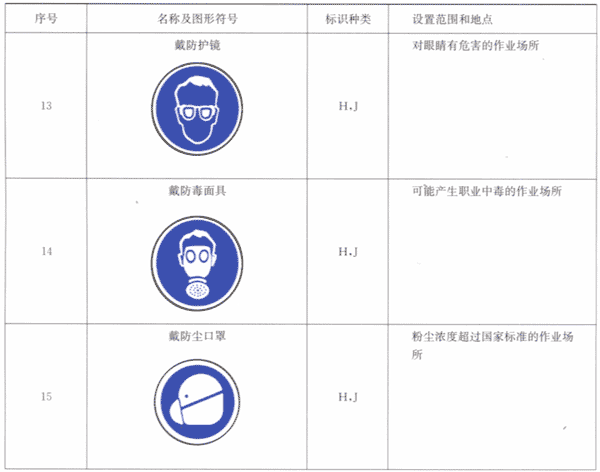 序号 名称及图形符号 标识种类 设置范围和地点
13 戴防护镜 H,J 对眼睛有危害的作业场所
14 戴防毒面具 H,J 可能产生职业中毒的作业场所
15 戴防尘口罩 H,J 粉尘浓度超过国家标准的作业场
所